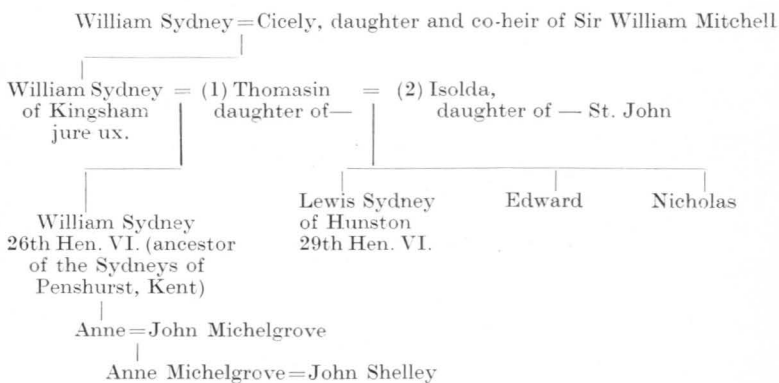 William Sydney=Cicely, daughter and co-heir of Sir William Mitchell
William Sydney = (1) Thomasin = (2) Isolda,
of Kingsham daughter of— daughter of — St. John
jure ux.
William Sydney
26th Hen. VI. (ancestor
of the Sydneys of
Penshurst, Kent)
Lewis Sydney
of Hunston
29th Hen. VI.
Edward
Nicholas
Anne=John Michelgrove
Anne Michelgrove=John Shelley